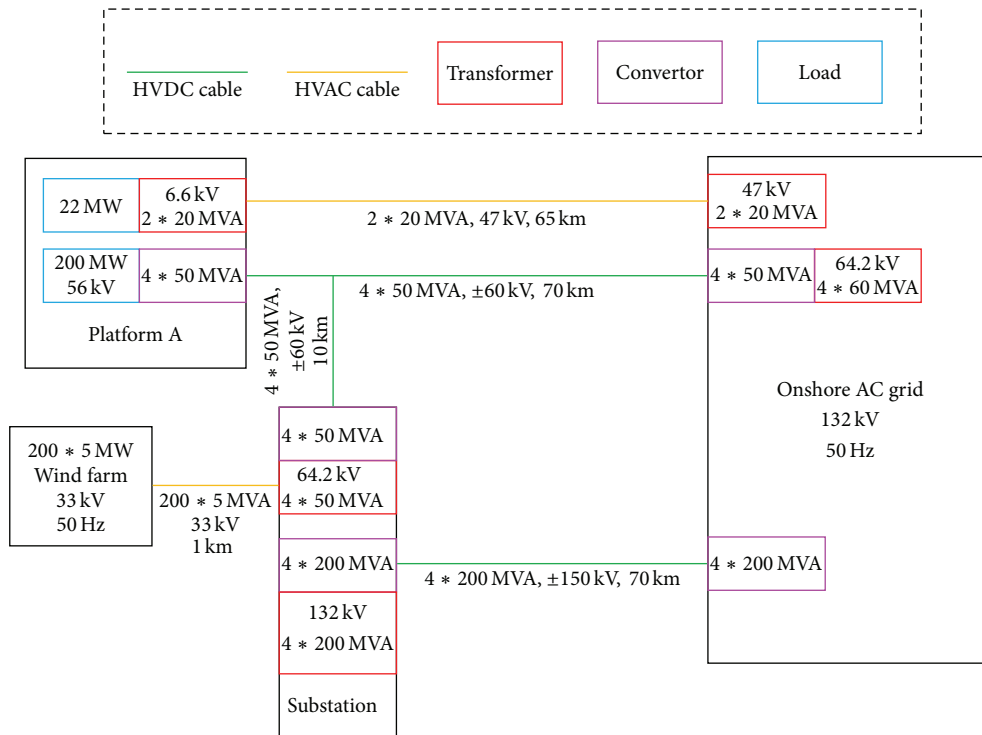 HVDC cable
HVAC cable
Transformer
Convertor
Load
22 MW
6.6 kV
2 * 20 MVA
2 * 20 MVA, 47 kV, 65 km
47 kV
2 * 20 MVA
200 MW
56 kV
4 * 50 MVA
4 * 50 MVA, ±60 kV, 70 km
4 * 50 MVA
64.2 kV
4 * 60 MVA
Platform A
4 * 50 MVA,
±60 kV
10 km
Onshore AC grid
132 kV
50 Hz
200 * 5 MW
Wind farm
33 kV
50 Hz
200 * 5 MVA
33 kV
1 km
4 * 50 MVA
64.2 kV
4 * 50 MVA
4 * 200 MVA
4 * 200 MVA, ±150 kV, 70 km
4 * 200 MVA
132 kV
4 * 200 MVA
Substation